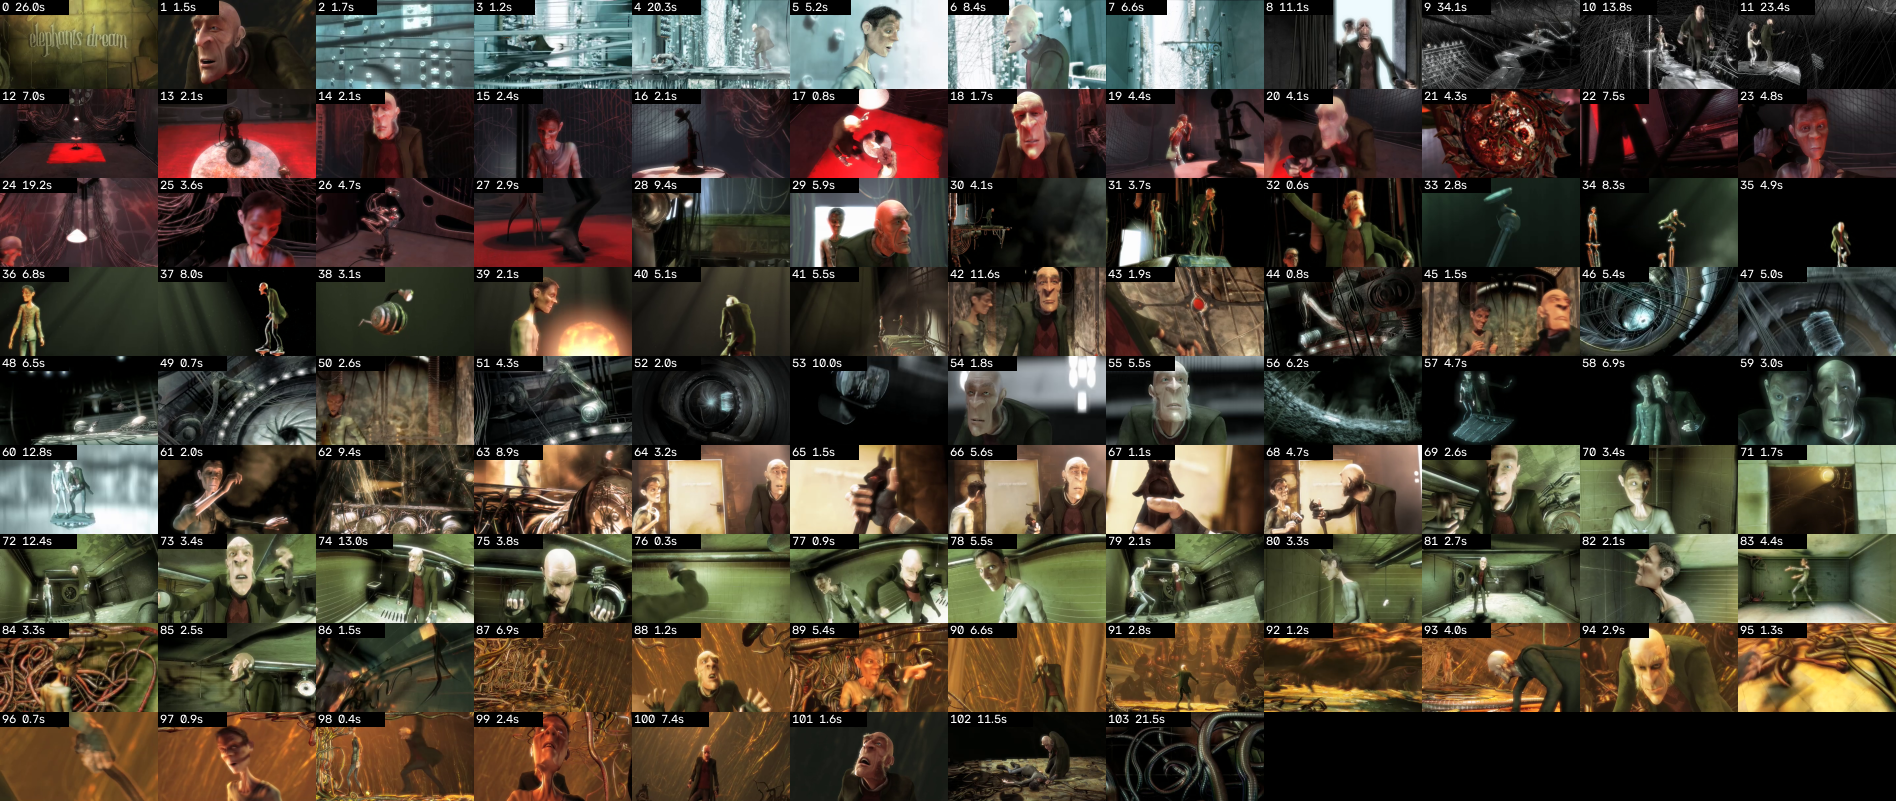 0 26.0s 1 1.5s 2 1.7s 3 1.2s 4 20.3s 5 5.2s 6 8.4s 7 6.6s 8 11.1s 9 34.1s 10 13.8s 11 23.4s
elephants dream
12 7.0s 13 2.1s 14 2.1s 15 2.4s 16 2.1s 17 0.8s 18 1.7s 19 4.4s 20 4.1s 21 4.3s 22 7.5s 23 4.8s
24 19.2s 25 3.6s 26 4.7s 27 2.9s 28 9.4s 29 5.9s 30 4.1s 31 3.7s 32 0.6s 33 2.8s 34 8.3s 35 4.9s
36 6.8s 37 8.0s 38 3.1s 39 2.1s 40 5.1s 41 5.5s 42 11.6s 43 1.9s 44 0.8s 45 1.5s 46 5.4s 47 5.0s
48 6.5s 49 0.7s 50 2.6s 51 4.3s 52 2.0s 53 10.0s 54 1.8s 55 5.5s 56 6.2s 57 4.7s 58 6.9s 59 3.0s
60 12.8s 61 2.0s 62 9.4s 63 8.9s 64 3.2s 65 1.5s 66 5.6s 67 1.1s 68 4.7s 69 2.6s 70 3.4s 71 1.7s
72 12.4s 73 3.4s 74 13.0s 75 3.8s 76 0.3s 77 0.9s 78 5.5s 79 2.1s 80 3.3s 81 2.7s 82 2.1s 83 4.4s
84 3.3s 85 2.5s 86 1.5s 87 6.9s 88 1.2s 89 5.4s 90 6.6s 91 2.8s 92 1.2s 93 4.0s 94 2.9s 95 1.3s
96 0.7s 97 0.9s 98 0.4s 99 2.4s 100 7.4s 101 1.6s 102 11.5s 103 21.5s